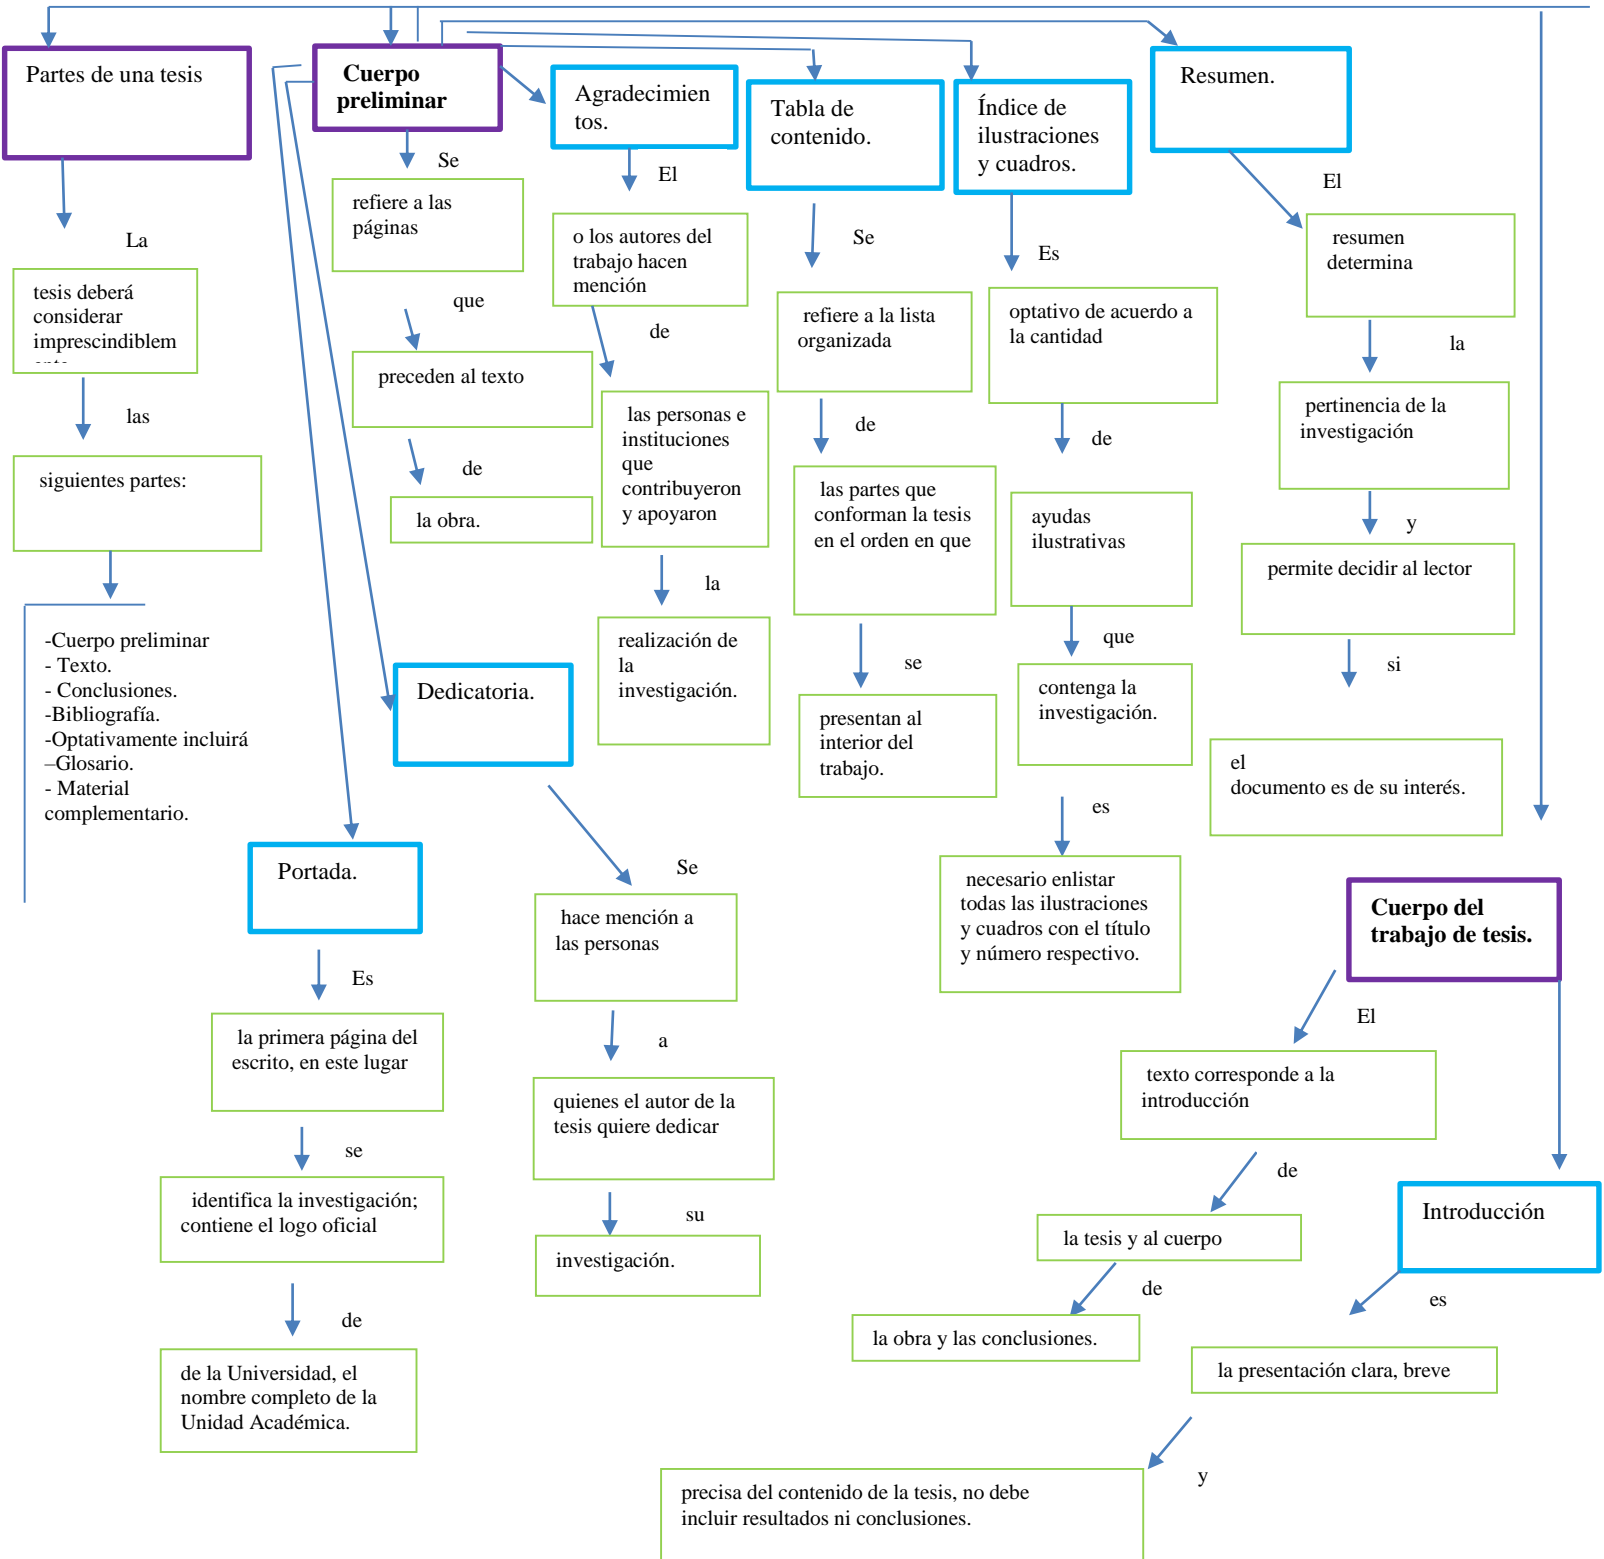 Partes de una tesis
La
tesis deberá
considerar
imprescindiblem
las
siguientes partes:
-Cuerpo preliminar
- Texto.
- Conclusiones.
-Bibliografía.
-Optativamente incluirá
–Glosario.
- Material
complementario.
Cuerpo
preliminar
Se
refiere a las
páginas
que
preceden al texto
de
la obra.
Portada.
Es
la primera página del
escrito, en este lugar
se
identifica la investigación;
contiene el logo oficial
de
de la Universidad, el
nombre completo de la
Unidad Académica.
Dedicatoria.
Se
hace mención a
las personas
a
quienes el autor de la
tesis quiere dedicar
su
investigación.
Agradecimien
tos.
El
o los autores del
trabajo hacen
mención
de
las personas e
instituciones
que
contribuyeron
y apoyaron
la
realización de
la
investigación.
Tabla de
contenido.
Se
refiere a la lista
organizada
de
las partes que
conforman la tesis
en el orden en que
se
presentan al
interior del
trabajo.
Índice de
ilustraciones
y cuadros.
Es
optativo de acuerdo a
la cantidad
de
ayudas
ilustrativas
que
contenga la
investigación.
es
necesario enlistar
todas las ilustraciones
y cuadros con el título
y número respectivo.
Resumen.
El
resumen
determina
la
pertinencia de la
investigación
y
permite decidir al lector
si
el
documento es de su interés.
Cuerpo del
trabajo de tesis.
El
texto corresponde a la
introducción
de
la tesis y al cuerpo
de
la obra y las conclusiones.
Introducción
es
la presentación clara, breve
y
precisa del contenido de la tesis, no debe
incluir resultados ni conclusiones.